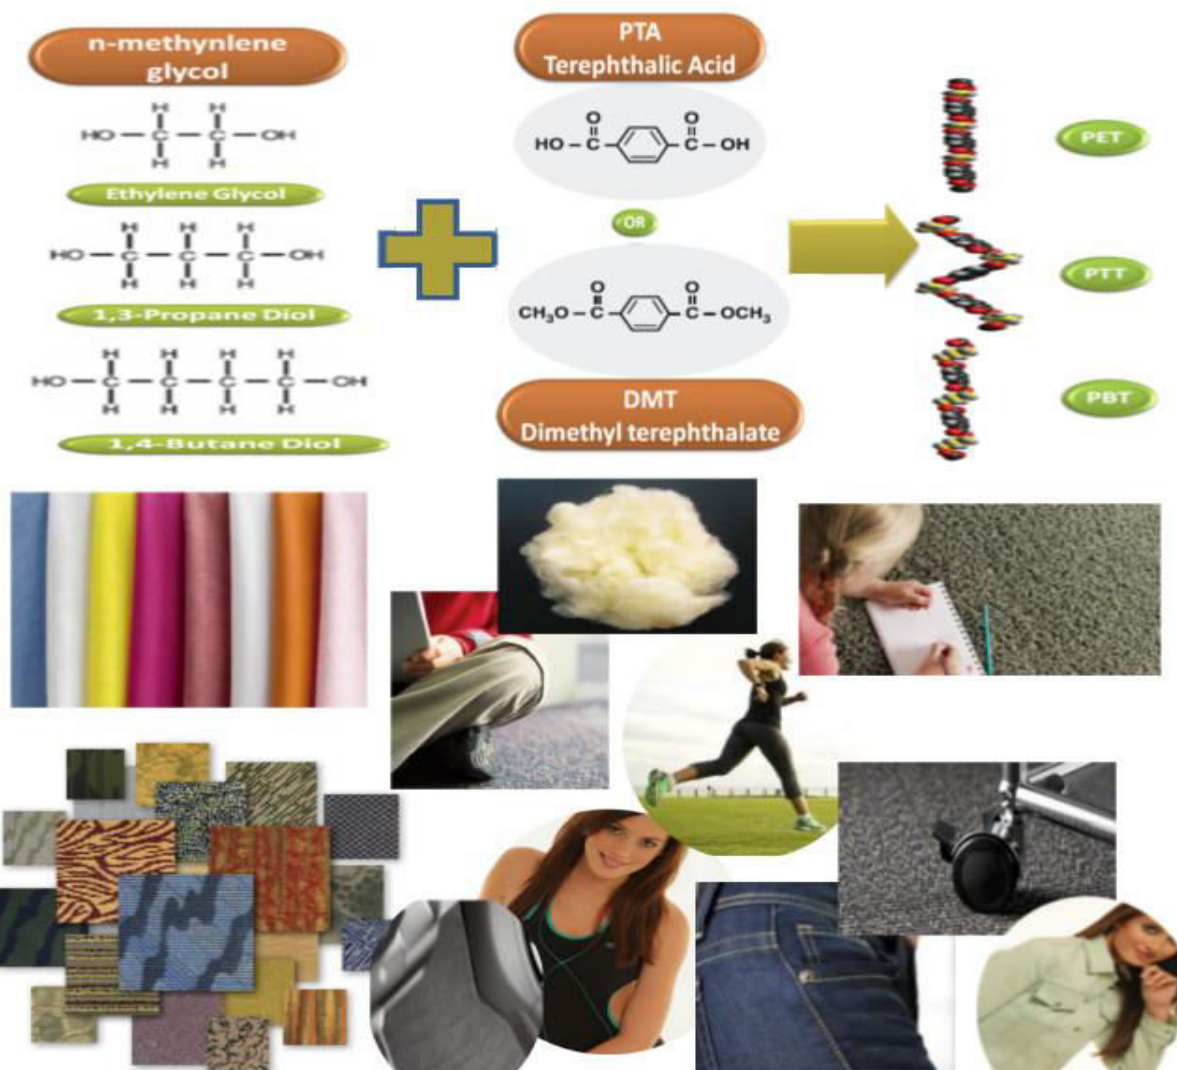 n-methynlene
glycol
H H
HO – C – C – OH
H H
Ethylene Glycol
H H H
HO – C – C – C – OH
H H H
1,3-Propane Diol
H H H H
HO – C – C – C – C – OH
H H H H
1,4-Butane Diol
PTA
Terephthalic Acid
O O
HO – C C – OH
OR
O O
CH₃O – C C – OCH₃
DMT
Dimethyl terephthalate
PET
PTT
PBT